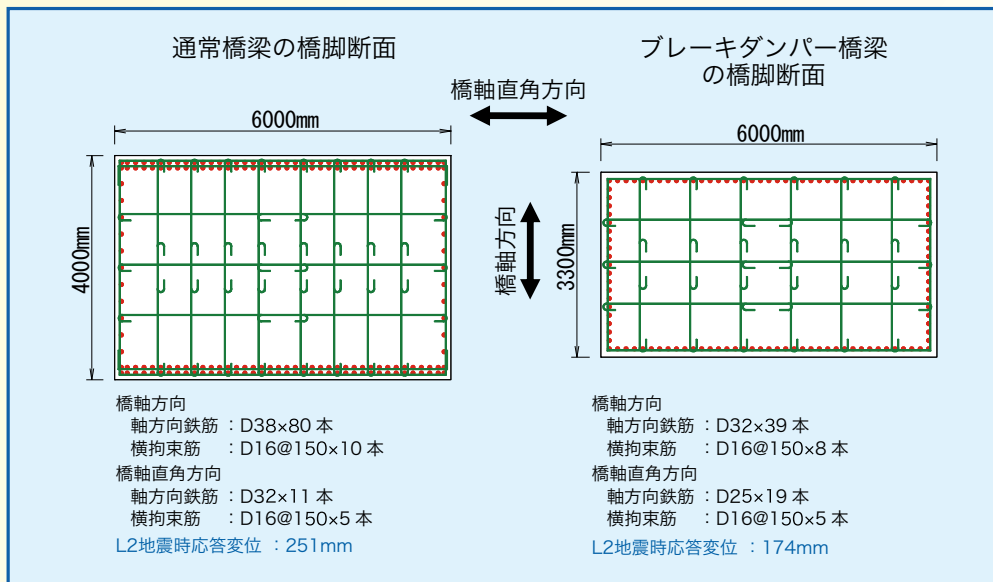 通常橋梁の橋脚断面
ブレーキダンパー橋梁
の橋脚断面
橋軸直角方向
6000mm
6000mm
4000mm
橋軸方向
3300mm
橋軸方向
軸方向鉄筋 : D38×80 本
横拘束筋 : D16@150×10 本
橋軸直角方向
軸方向鉄筋 : D32×11 本
横拘束筋 : D16@150×5 本
L2地震時応答変位 : 251mm
橋軸方向
軸方向鉄筋 : D32×39 本
横拘束筋 : D16@150×8 本
橋軸直角方向
軸方向鉄筋 : D25×19 本
横拘束筋 : D16@150×5 本
L2地震時応答変位 : 174mm